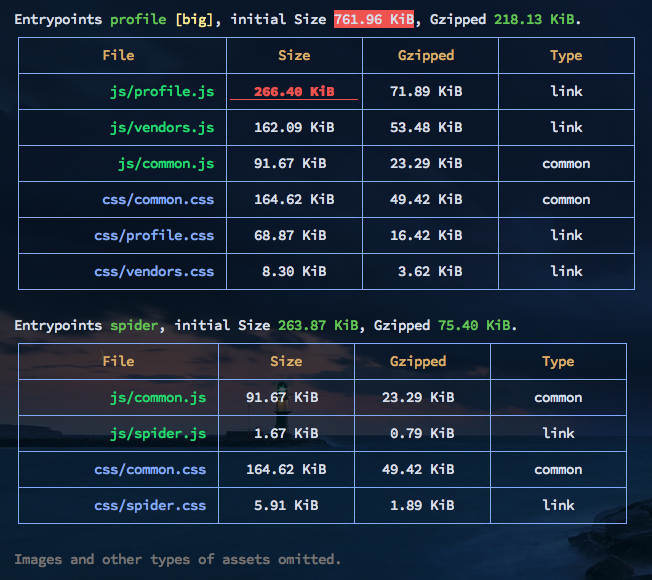 Entrypoints profile [big], initial Size 761.96 KiB, Gzipped 218.13 KiB.
File Size Gzipped Type
js/profile.js 266.40 KiB 71.89 KiB link
js/vendors.js 162.09 KiB 53.48 KiB link
js/common.js 91.67 KiB 23.29 KiB common
css/common.css 164.62 KiB 49.42 KiB common
css/profile.css 68.87 KiB 16.42 KiB link
css/vendors.css 8.30 KiB 3.62 KiB link
Entrypoints spider, initial Size 263.87 KiB, Gzipped 75.40 KiB.
File Size Gzipped Type
js/common.js 91.67 KiB 23.29 KiB common
js/spider.js 1.67 KiB 0.79 KiB link
css/common.css 164.62 KiB 49.42 KiB common
css/spider.css 5.91 KiB 1.89 KiB link
Images and other types of assets omitted.